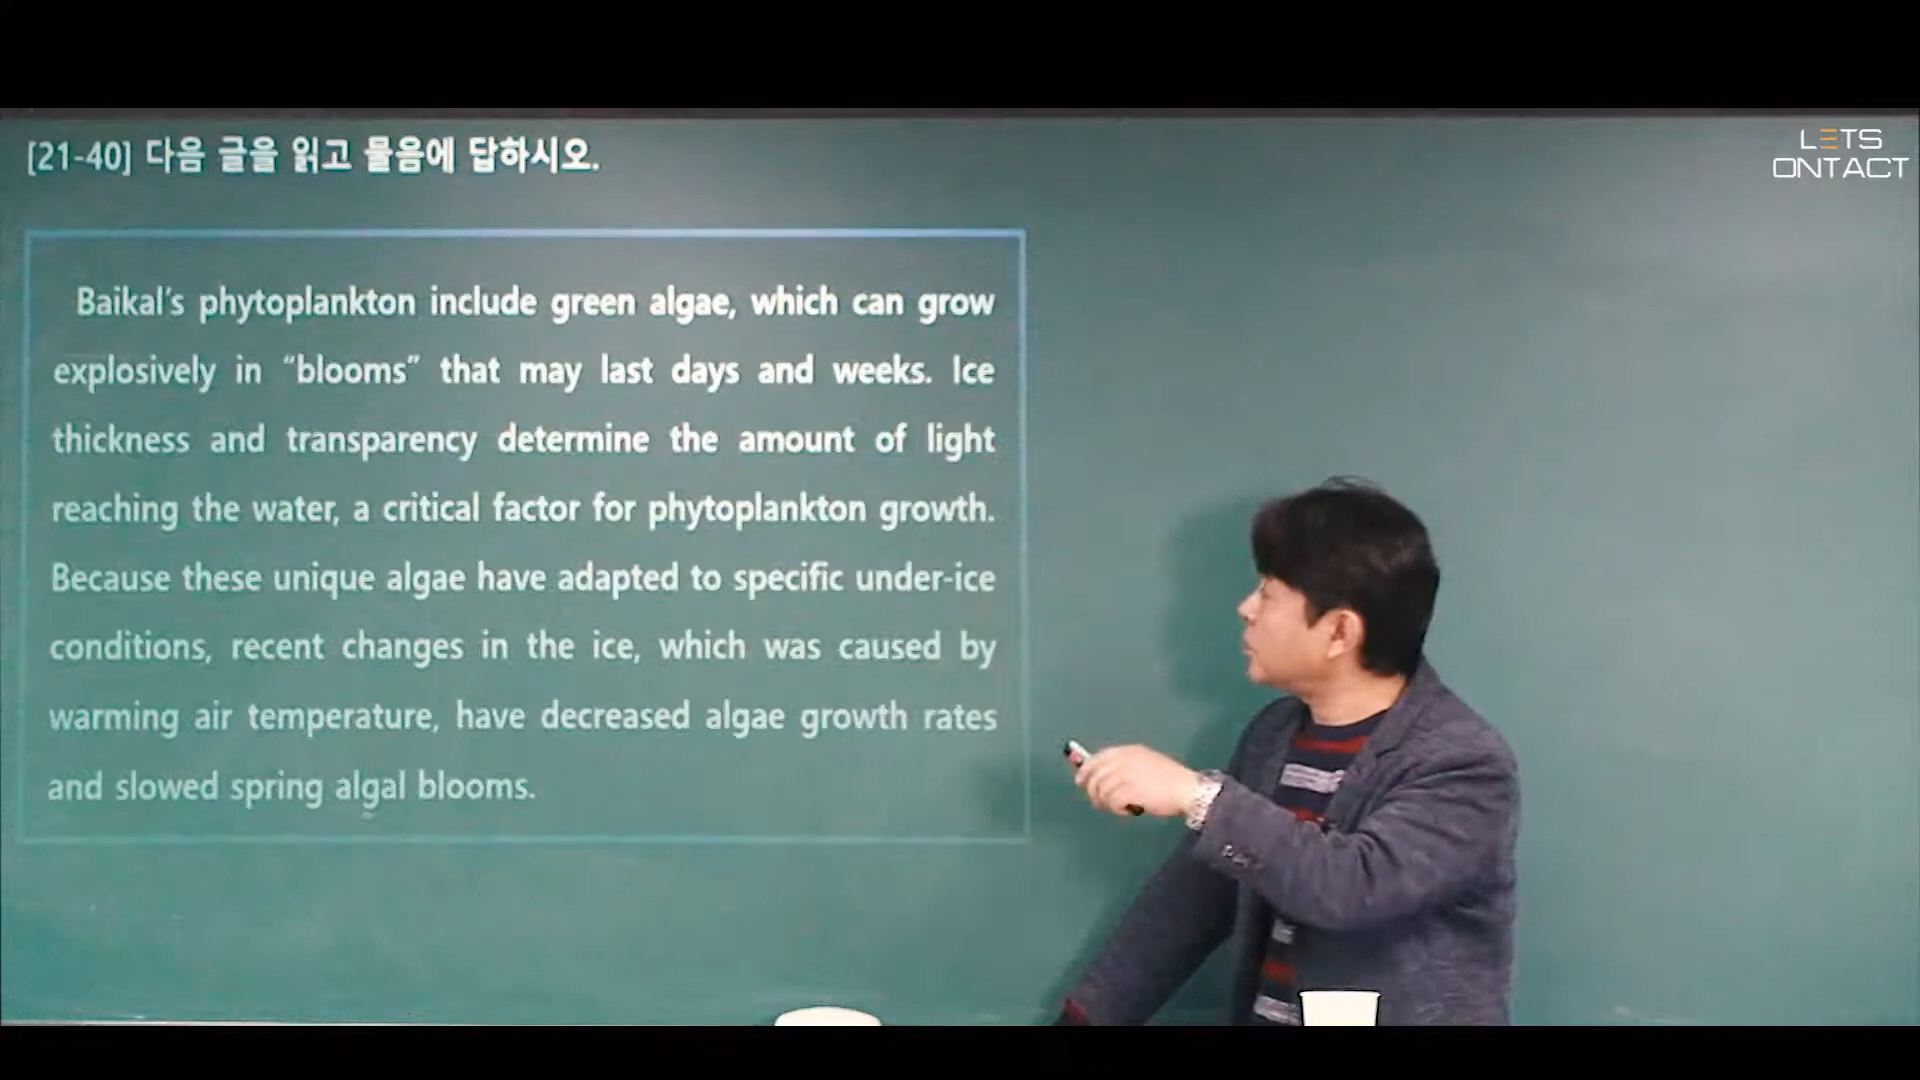 [21-40] 다음 글을 읽고 물음에 답하시오.
LETS
ONTACT
Baikal's phytoplankton include green algae, which can grow
explosively in “blooms” that may last days and weeks. Ice
thickness and transparency determine the amount of light
reaching the water, a critical factor for phytoplankton growth.
Because these unique algae have adapted to specific under-ice
conditions, recent changes in the ice, which was caused by
warming air temperature, have decreased algae growth rates
and slowed spring algal blooms.